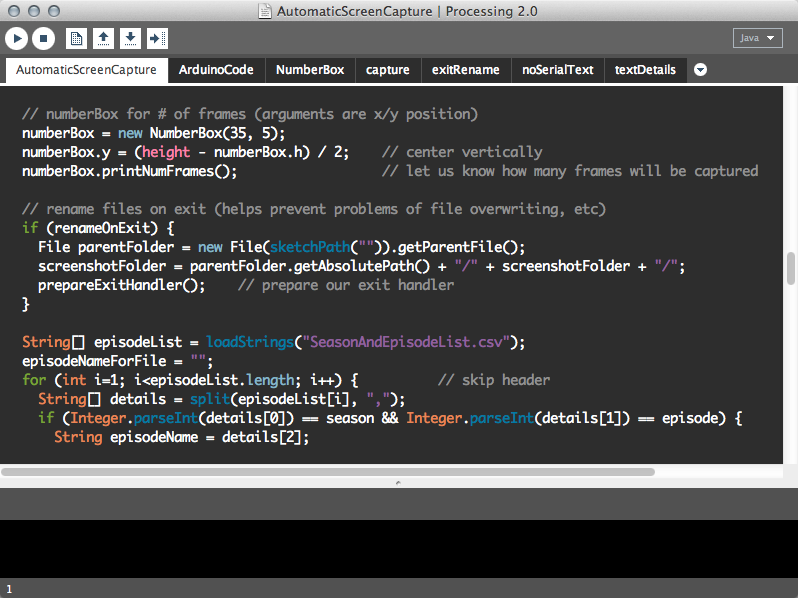 AutomaticScreenCapture | Processing 2.0
Java
AutomaticScreenCapture ArduinoCode NumberBox capture exitRename noSerialText textDetails
// numberBox for # of frames (arguments are x/y position)
numberBox = new NumberBox(35, 5);
numberBox.y = (height - numberBox.h) / 2;    // center vertically
numberBox.printNumFrames();                  // let us know how many frames will be captured
// rename files on exit (helps prevent problems of file overwriting, etc)
if (renameOnExit) {
  File parentFolder = new File(sketchPath("")).getParentFile();
  screenshotFolder = parentFolder.getAbsolutePath() + "/" + screenshotFolder + "/";
  prepareExitHandler();    // prepare our exit handler
}
String[] episodeList = loadStrings("SeasonAndEpisodeList.csv");
episodeNameForFile = "";
for (int i=1; i<episodeList.length; i++) {          // skip header
  String[] details = split(episodeList[i], ",");
  if (Integer.parseInt(details[0]) == season && Integer.parseInt(details[1]) == episode) {
    String episodeName = details[2];
1